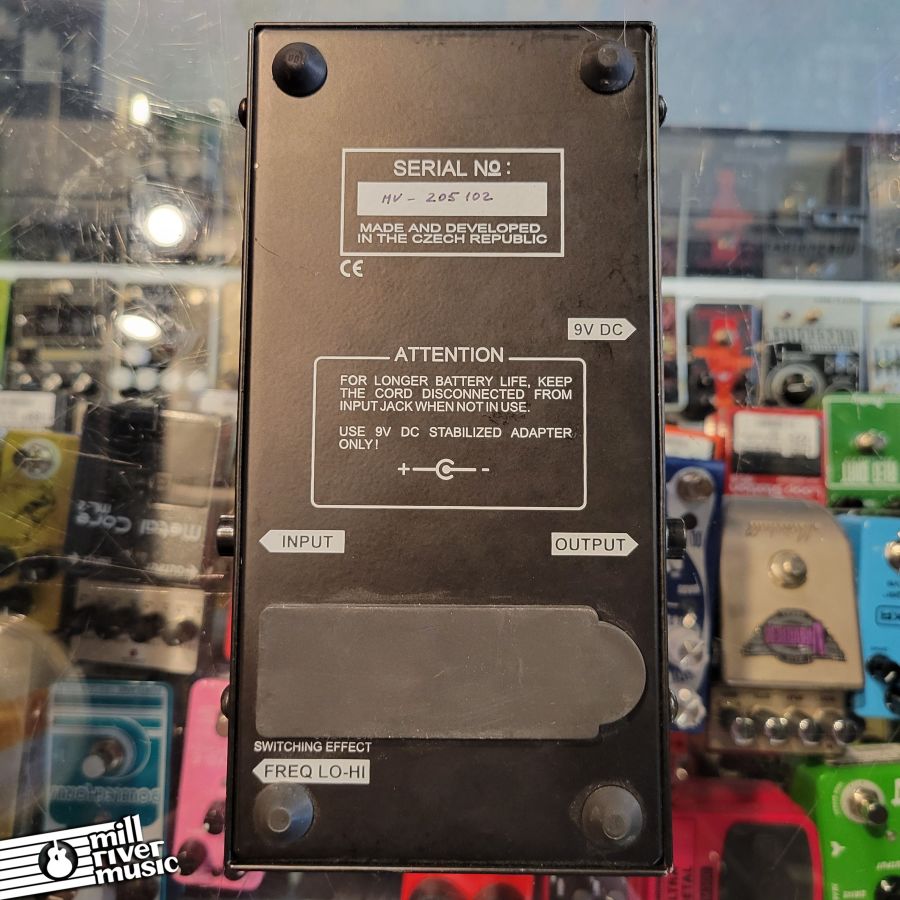 SERIAL Nº :
MV - 205102
MADE AND DEVELOPED
IN THE CZECH REPUBLIC
CE
9V DC
ATTENTION
FOR LONGER BATTERY LIFE, KEEP
THE CORD DISCONNECTED FROM
INPUT JACK WHEN NOT IN USE.
USE 9V DC STABILIZED ADAPTER
ONLY!
+ -
INPUT
OUTPUT
Metal Core
ML-2
SWITCHING EFFECT
FREQ LO-HI
mill
river
music